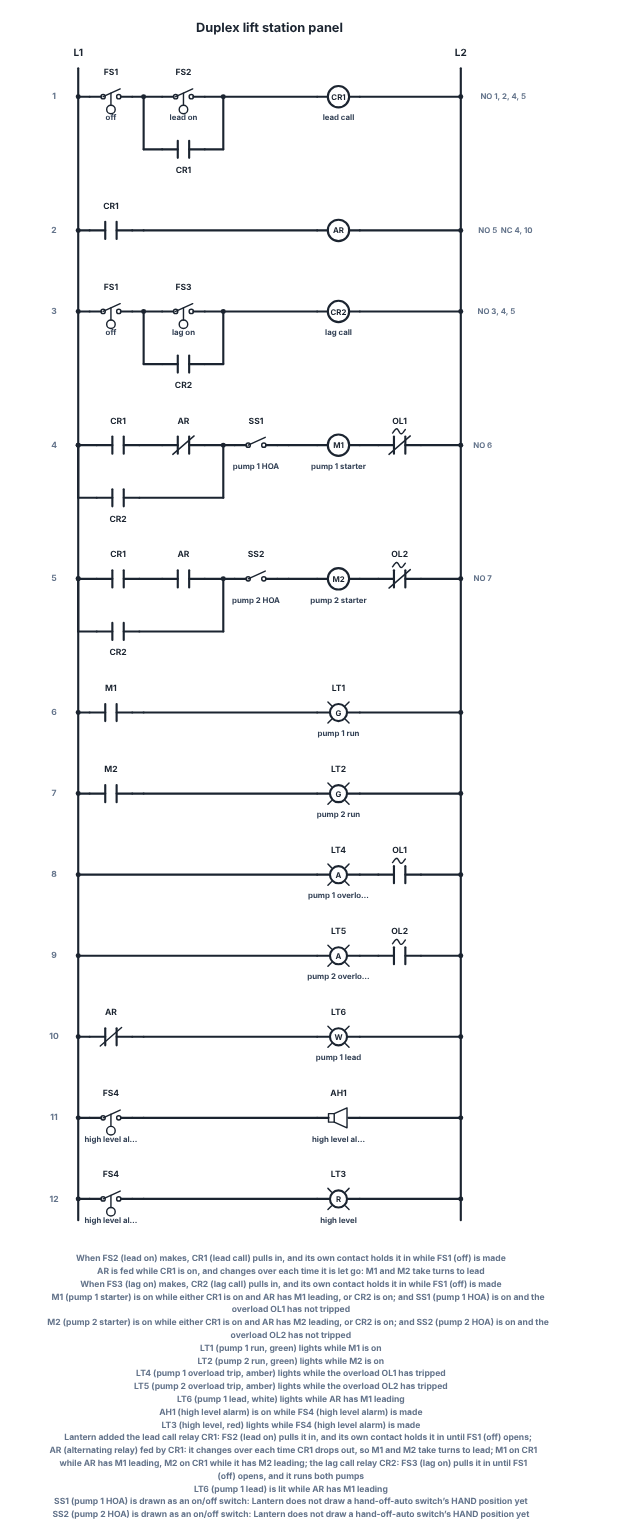 Duplex lift station panel
L1
L2
FS1
FS2
1
CR1
NO 1, 2, 4, 5
off
lead on
lead call
CR1
CR1
2
AR
NO 5 NC 4, 10
FS1
FS3
3
CR2
NO 3, 4, 5
off
lag on
lag call
CR2
CR1
AR
SS1
OL1
4
M1
NO 6
pump 1 HOA
pump 1 starter
CR2
CR1
AR
SS2
OL2
5
M2
NO 7
pump 2 HOA
pump 2 starter
CR2
M1
LT1
6
G
pump 1 run
M2
LT2
7
G
pump 2 run
LT4
OL1
8
A
pump 1 overlo...
LT5
OL2
9
A
pump 2 overlo...
AR
LT6
10
W
pump 1 lead
FS4
AH1
11
high level al...
high level al...
FS4
LT3
12
R
high level al...
high level
When FS2 (lead on) makes, CR1 (lead call) pulls in, and its own contact holds it in while FS1 (off) is made
AR is fed while CR1 is on, and changes over each time it is let go: M1 and M2 take turns to lead
When FS3 (lag on) makes, CR2 (lag call) pulls in, and its own contact holds it in while FS1 (off) is made
M1 (pump 1 starter) is on while either CR1 is on and AR has M1 leading, or CR2 is on; and SS1 (pump 1 HOA) is on and the
overload OL1 has not tripped
M2 (pump 2 starter) is on while either CR1 is on and AR has M2 leading, or CR2 is on; and SS2 (pump 2 HOA) is on and the
overload OL2 has not tripped
LT1 (pump 1 run, green) lights while M1 is on
LT2 (pump 2 run, green) lights while M2 is on
LT4 (pump 1 overload trip, amber) lights while the overload OL1 has tripped
LT5 (pump 2 overload trip, amber) lights while the overload OL2 has tripped
LT6 (pump 1 lead, white) lights while AR has M1 leading
AH1 (high level alarm) is on while FS4 (high level alarm) is made
LT3 (high level, red) lights while FS4 (high level alarm) is made
Lantern added the lead call relay CR1: FS2 (lead on) pulls it in, and its own contact holds it in until FS1 (off) opens;
AR (alternating relay) fed by CR1: it changes over each time CR1 drops out, so M1 and M2 take turns to lead; M1 on CR1
while AR has M1 leading, M2 on CR1 while it has M2 leading; the lag call relay CR2: FS3 (lag on) pulls it in until FS1
(off) opens, and it runs both pumps
LT6 (pump 1 lead) is lit while AR has M1 leading
SS1 (pump 1 HOA) is drawn as an on/off switch: Lantern does not draw a hand-off-auto switch's HAND position yet
SS2 (pump 2 HOA) is drawn as an on/off switch: Lantern does not draw a hand-off-auto switch's HAND position yet